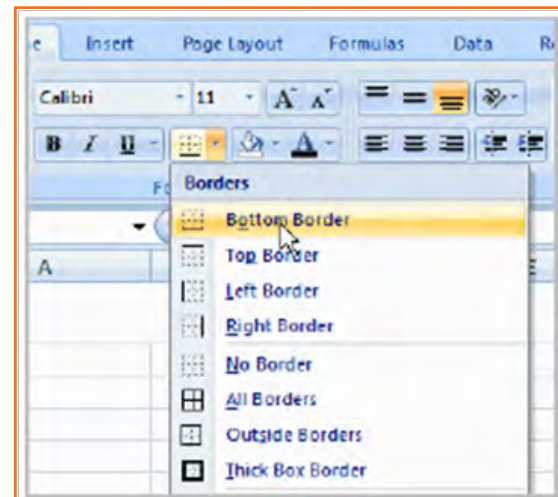 e Insert Page Layout Formulas Data R
Calibri 11 A A
B I U A
Fo
Borders
Bottom Border
A
Top Border
E
Left Border
Right Border
No Border
All Borders
Outside Borders
Thick Box Border